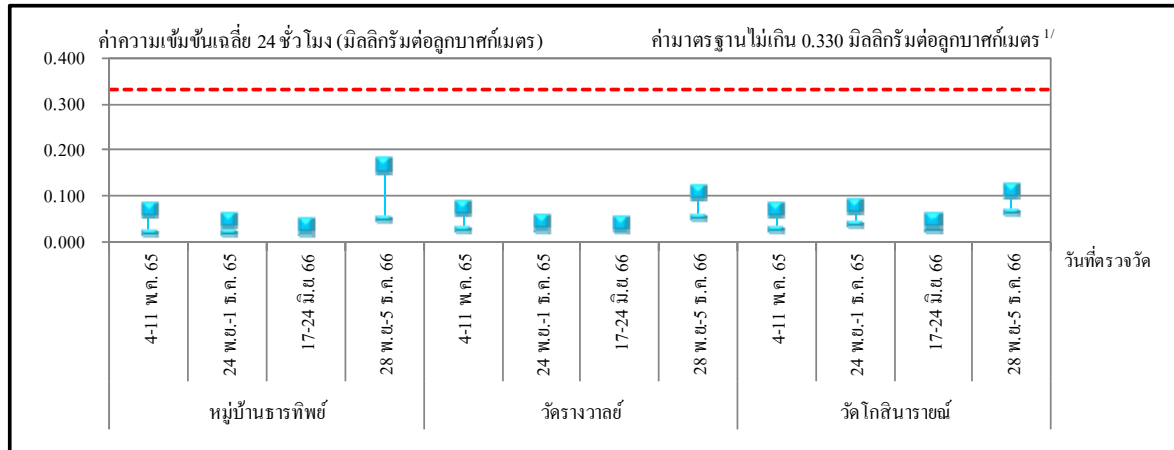 ค่าความเข้มข้นเฉลี่ย 24 ชั่วโมง (มิลลิกรัมต่อลูกบาศก์เมตร) ค่ามาตรฐานไม่เกิน 0.330 มิลลิกรัมต่อลูกบาศก์เมตร 1/
0.400
0.300
0.200
0.100
0.000
4-11 พ.ค. 65
24 พ.ย.-1 ธ.ค. 65
17-24 มิ.ย. 66
28 พ.ย.-5 ธ.ค. 66
4-11 พ.ค. 65
24 พ.ย.-1 ธ.ค. 65
17-24 มิ.ย. 66
28 พ.ย.-5 ธ.ค. 66
4-11 พ.ค. 65
24 พ.ย.-1 ธ.ค. 65
17-24 มิ.ย. 66
28 พ.ย.-5 ธ.ค. 66
วันที่ตรวจวัด
หมู่บ้านธารทิพย์ วัดรางวาลย์ วัดโกสินารายณ์